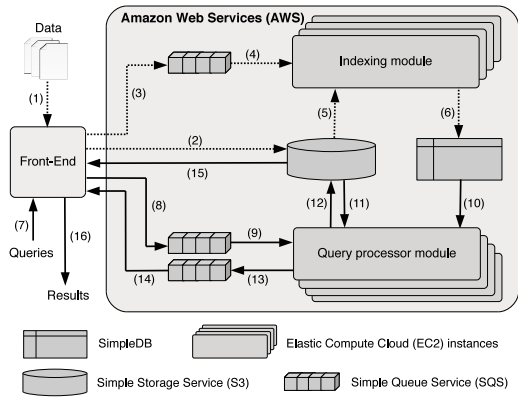 Amazon Web Services (AWS)
Data
(4)
Indexing module
(1)
(3)
(5)
(6)
(2)
Front-End
(15)
(8)
(12)
(11)
(10)
(7)
(16)
(9)
Queries
Query processor module
(14)
(13)
Results
SimpleDB
Elastic Compute Cloud (EC2) instances
Simple Storage Service (S3)
Simple Queue Service (SQS)